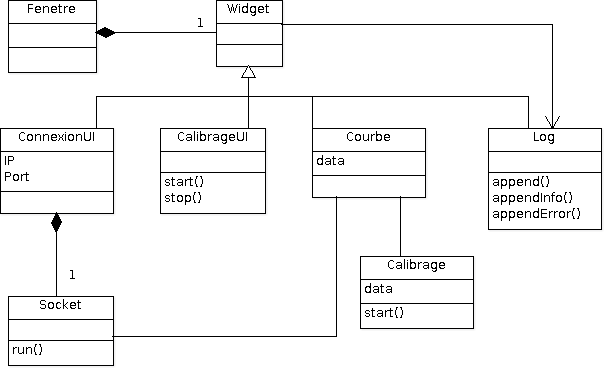 Fenetre
1
Widget
ConnexionUI
IP
Port
CalibrageUI
start()
stop()
Courbe
data
Log
append()
appendInfo()
appendError()
1
Socket
run()
Calibrage
data
start()